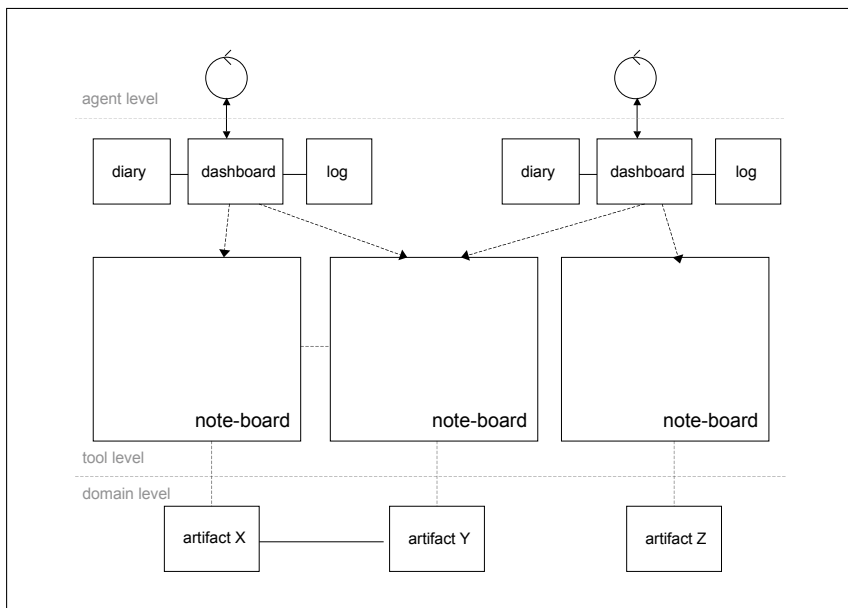 agent level
diary
dashboard
log
diary
dashboard
log
note-board
note-board
note-board
tool level
domain level
artifact X
artifact Y
artifact Z